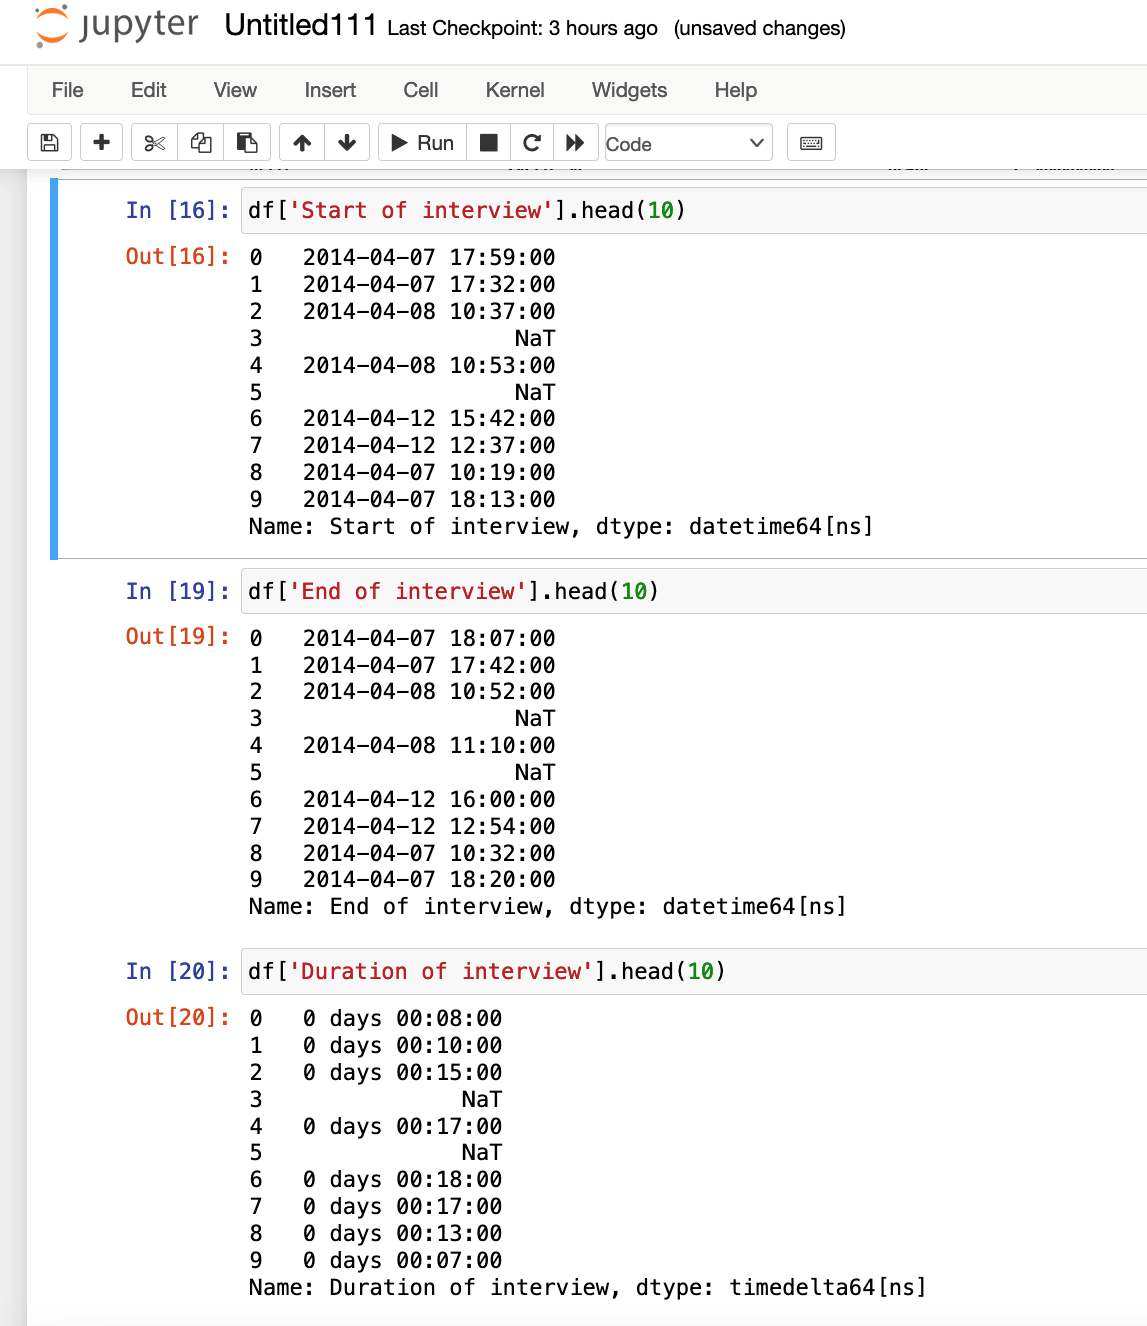 jupyter Untitled111 Last Checkpoint: 3 hours ago (unsaved changes)
File Edit View Insert Cell Kernel Widgets Help
Run Code
In [16]: df['Start of interview'].head(10)
Out[16]: 0 2014-04-07 17:59:00
1 2014-04-07 17:32:00
2 2014-04-08 10:37:00
3 NaT
4 2014-04-08 10:53:00
5 NaT
6 2014-04-12 15:42:00
7 2014-04-12 12:37:00
8 2014-04-07 10:19:00
9 2014-04-07 18:13:00
Name: Start of interview, dtype: datetime64[ns]
In [19]: df['End of interview'].head(10)
Out[19]: 0 2014-04-07 18:07:00
1 2014-04-07 17:42:00
2 2014-04-08 10:52:00
3 NaT
4 2014-04-08 11:10:00
5 NaT
6 2014-04-12 16:00:00
7 2014-04-12 12:54:00
8 2014-04-07 10:32:00
9 2014-04-07 18:20:00
Name: End of interview, dtype: datetime64[ns]
In [20]: df['Duration of interview'].head(10)
Out[20]: 0 0 days 00:08:00
1 0 days 00:10:00
2 0 days 00:15:00
3 NaT
4 0 days 00:17:00
5 NaT
6 0 days 00:18:00
7 0 days 00:17:00
8 0 days 00:13:00
9 0 days 00:07:00
Name: Duration of interview, dtype: timedelta64[ns]